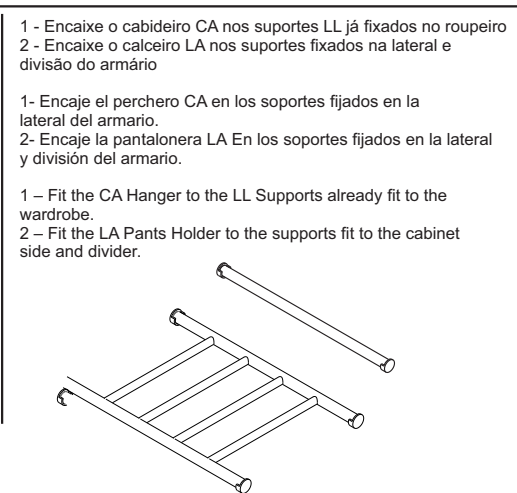 1 - Encaixe o cabideiro CA nos suportes LL já fixados no roupeiro
2 - Encaixe o calceiro LA nos suportes fixados na lateral e
divisão do armário
1- Encaje el perchero CA en los soportes fijados en la
lateral del armario.
2- Encaje la pantalonera LA En los soportes fijados en la lateral
y división del armario.
1 – Fit the CA Hanger to the LL Supports already fit to the
wardrobe.
2 – Fit the LA Pants Holder to the supports fit to the cabinet
side and divider.